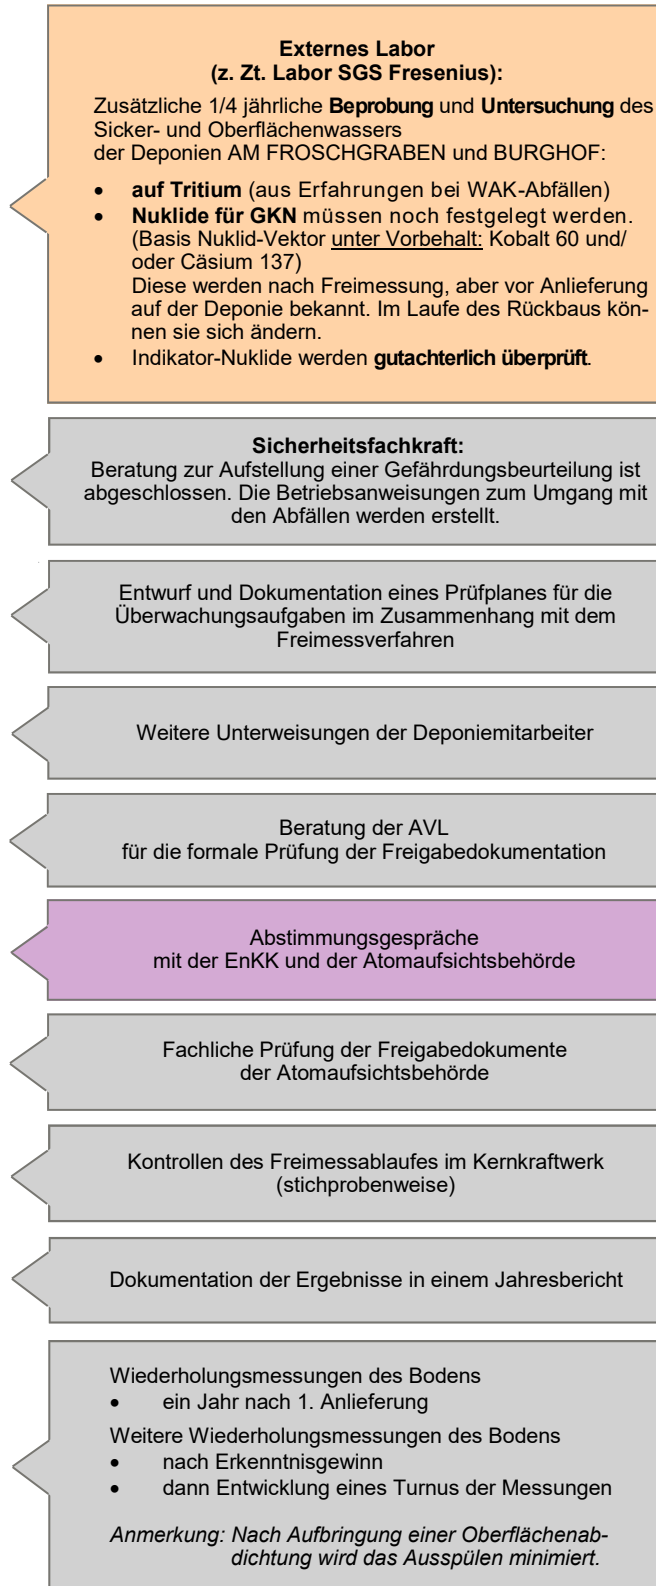 Externes Labor
(z. Zt. Labor SGS Fresenius):
Zusätzliche 1/4 jährliche Beprobung und Untersuchung des
Sicker- und Oberflächenwassers
der Deponien AM FROSCHGRABEN und BURGHOF:
• auf Tritium (aus Erfahrungen bei WAK-Abfällen)
• Nuklide für GKN müssen noch festgelegt werden.
(Basis Nuklid-Vektor unter Vorbehalt: Kobalt 60 und/
oder Cäsium 137)
Diese werden nach Freimessung, aber vor Anlieferung
auf der Deponie bekannt. Im Laufe des Rückbaus kön-
nen sie sich ändern.
• Indikator-Nuklide werden gutachterlich überprüft.
Sicherheitsfachkraft:
Beratung zur Aufstellung einer Gefährdungsbeurteilung ist
abgeschlossen. Die Betriebsanweisungen zum Umgang mit
den Abfällen werden erstellt.
Entwurf und Dokumentation eines Prüfplanes für die
Überwachungsaufgaben im Zusammenhang mit dem
Freimessverfahren
Weitere Unterweisungen der Deponiemitarbeiter
Beratung der AVL
für die formale Prüfung der Freigabedokumentation
Abstimmungsgespräche
mit der EnKK und der Atomaufsichtsbehörde
Fachliche Prüfung der Freigabedokumente
der Atomaufsichtsbehörde
Kontrollen des Freimessablaufes im Kernkraftwerk
(stichprobenweise)
Dokumentation der Ergebnisse in einem Jahresbericht
Wiederholungsmessungen des Bodens
• ein Jahr nach 1. Anlieferung
Weitere Wiederholungsmessungen des Bodens
• nach Erkenntnisgewinn
• dann Entwicklung eines Turnus der Messungen
Anmerkung: Nach Aufbringung einer Oberflächenab-
dichtung wird das Ausspülen minimiert.